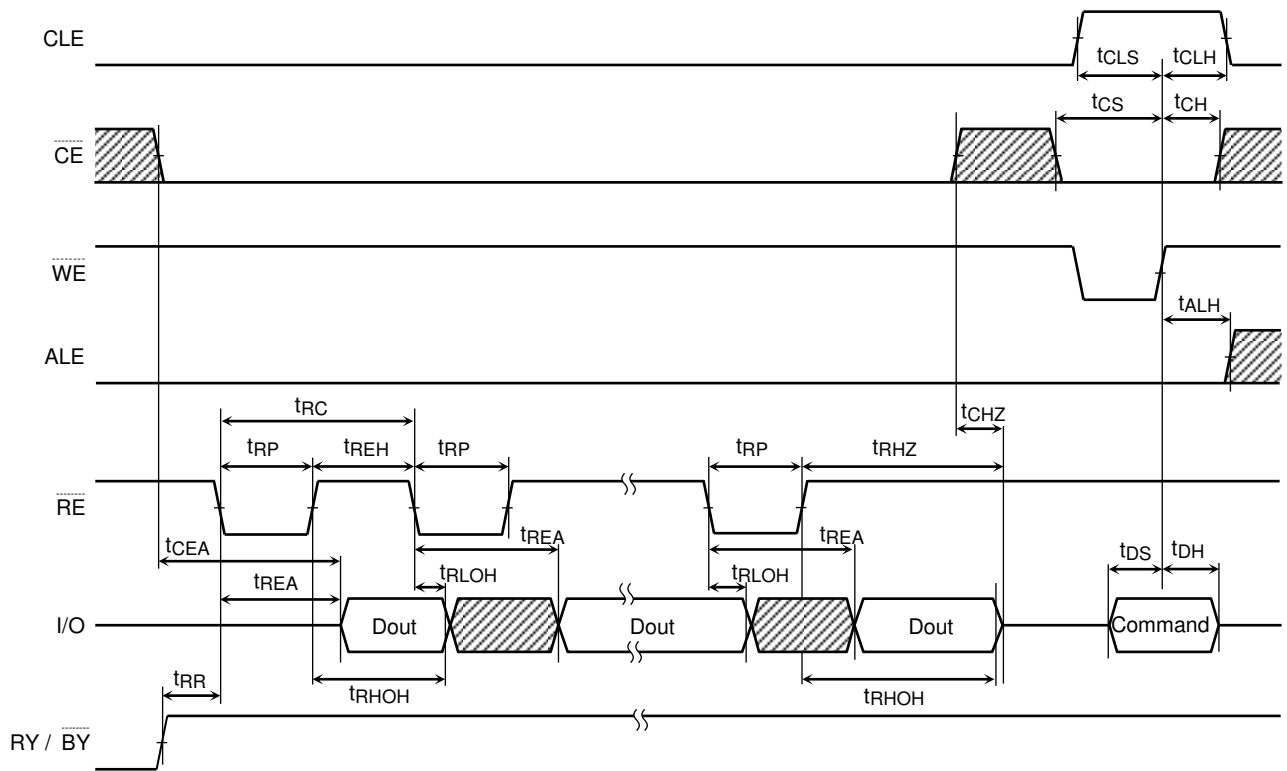 CLE
tCLS tCLH
tCS tCH
CE
WE
tALH
ALE
tRC
tCHZ
tRP tREH tRP tRP tRHZ
RE
tCEA tREA tREA
tDS tDH
tREA tRLOH tRLOH
I/O Dout Dout Dout Command
tRR tRHOH tRHOH
RY / BY